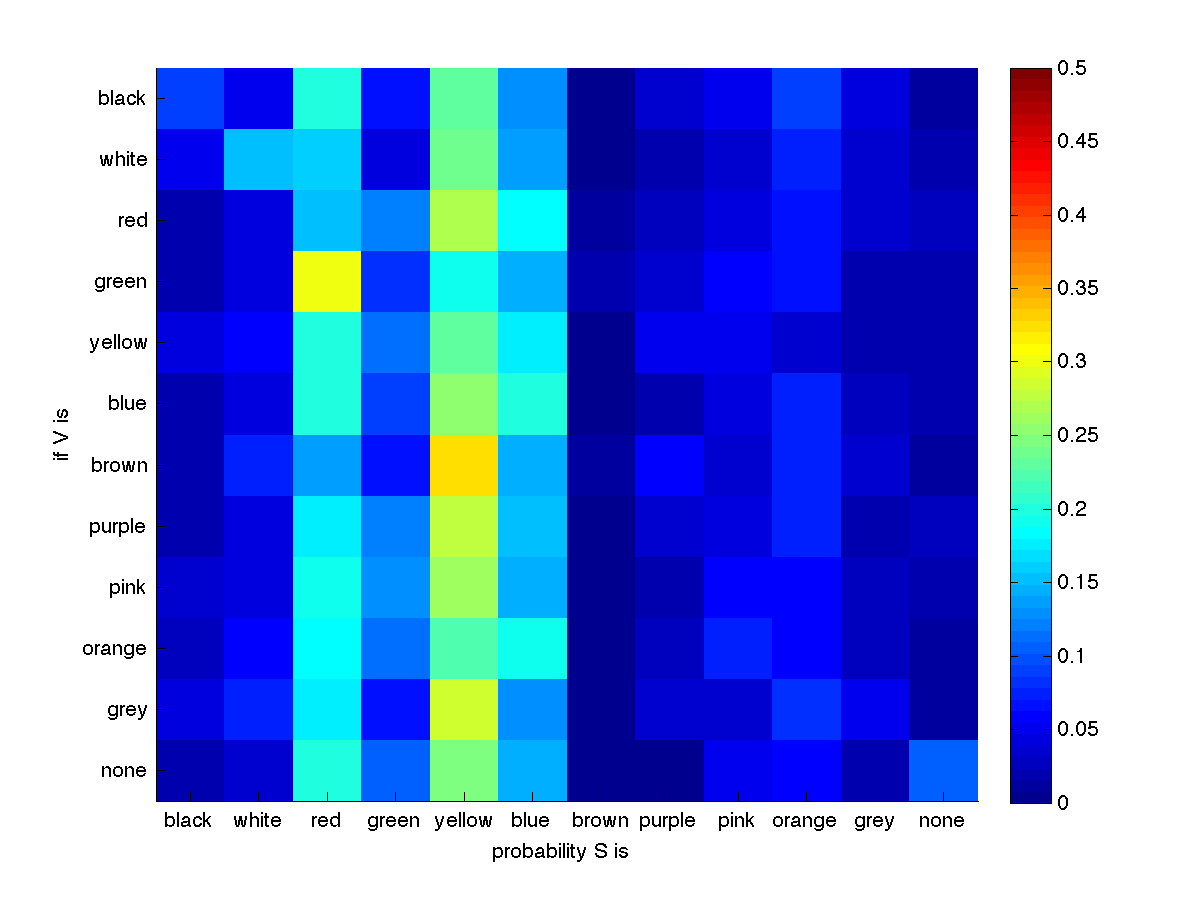 black
white
red
green
yellow
blue
brown
purple
pink
orange
grey
none
if V is
black white red green yellow blue brown purple pink orange grey none
probability S is
0.5
0.45
0.4
0.35
0.3
0.25
0.2
0.15
0.1
0.05
0